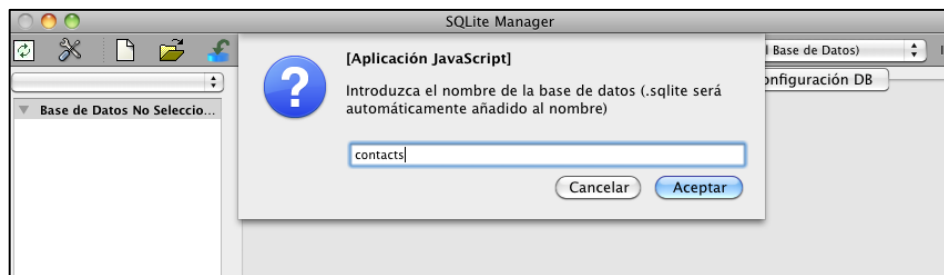 SQLite Manager
[Aplicación JavaScript]
l Base de Datos)
Introduzca el nombre de la base de datos (.sqlite será
automáticamente añadido al nombre)
onfiguración DB
Base de Datos No Seleccio...
contacts
Cancelar
Aceptar